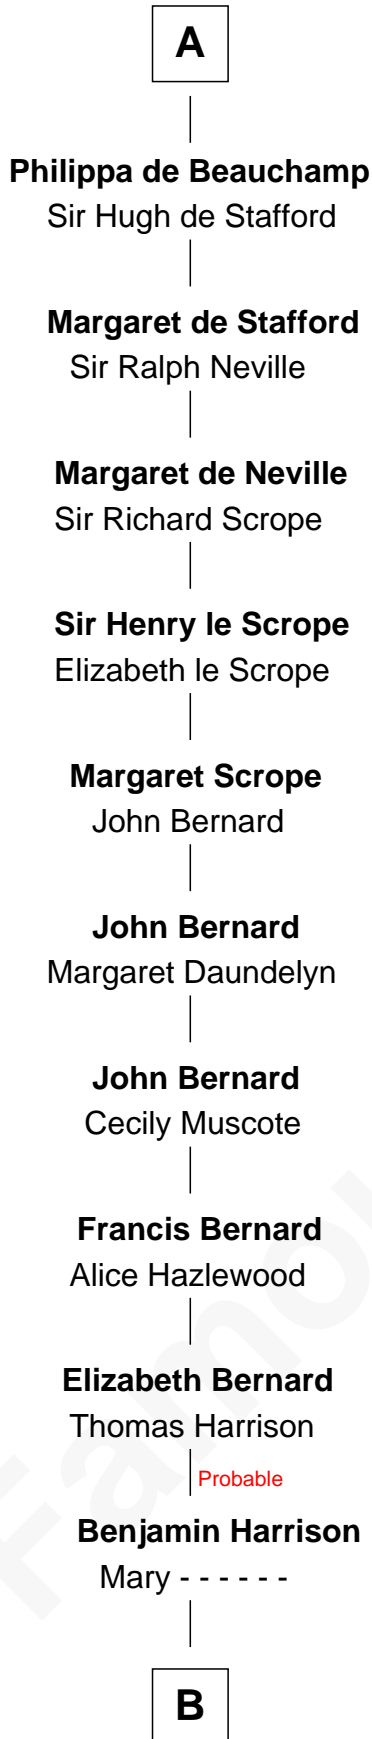 A
Philippa de Beauchamp
Sir Hugh de Stafford
Margaret de Stafford
Sir Ralph Neville
Margaret de Neville
Sir Richard Scrope
Sir Henry le Scrope
Elizabeth le Scrope
Margaret Scrope
John Bernard
John Bernard
Margaret Daundelyn
John Bernard
Cecily Muscote
Francis Bernard
Alice Hazlewood
Elizabeth Bernard
Thomas Harrison
Probable
Benjamin Harrison
Mary - - - - - -
B